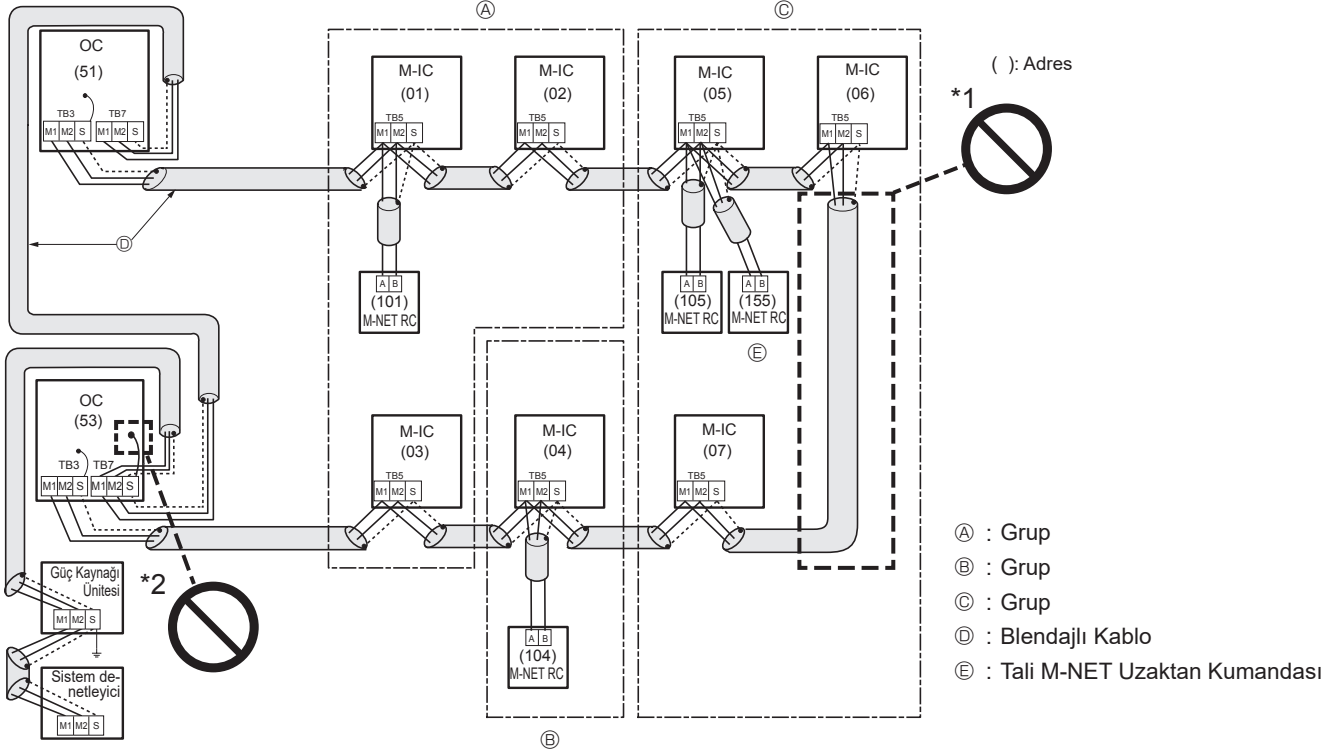 Ⓐ
Ⓒ
OC
(51)
TB3 TB7
M1 M2 S M1 M2 S
M-IC
(01)
TB5
M1 M2 S
M-IC
(02)
TB5
M1 M2 S
M-IC
(05)
TB5
M1 M2 S
M-IC
(06)
TB5
M1 M2 S
( ): Adres
*1
Ⓓ
A B
(101)
M-NET RC
A B
(105)
M-NET RC
A B
(155)
M-NET RC
Ⓔ
OC
(53)
TB3 TB7
M1 M2 S M1 M2 S
M-IC
(03)
TB5
M1 M2 S
M-IC
(04)
TB5
M1 M2 S
M-IC
(07)
TB5
M1 M2 S
*2
Güç Kaynağı
Ünitesi
M1 M2 S
Sistem de-
netleyici
M1 M2 S
A B
(104)
M-NET RC
Ⓑ
Ⓐ : Grup
Ⓑ : Grup
Ⓒ : Grup
Ⓓ : Blendajlı Kablo
Ⓔ : Tali M-NET Uzaktan Kumandası